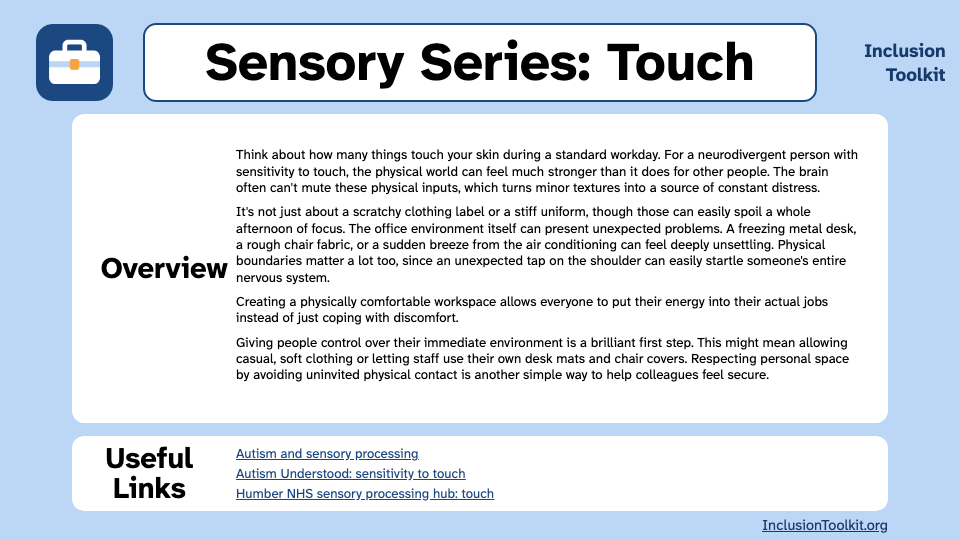 Sensory Series: Touch
Inclusion
Toolkit
Overview
Think about how many things touch your skin during a standard workday. For a neurodivergent person with
sensitivity to touch, the physical world can feel much stronger than it does for other people. The brain
often can't mute these physical inputs, which turns minor textures into a source of constant distress.
It's not just about a scratchy clothing label or a stiff uniform, though those can easily spoil a whole
afternoon of focus. The office environment itself can present unexpected problems. A freezing metal desk,
a rough chair fabric, or a sudden breeze from the air conditioning can feel deeply unsettling. Physical
boundaries matter a lot too, since an unexpected tap on the shoulder can easily startle someone's entire
nervous system.
Creating a physically comfortable workspace allows everyone to put their energy into their actual jobs
instead of just coping with discomfort.
Giving people control over their immediate environment is a brilliant first step. This might mean allowing
casual, soft clothing or letting staff use their own desk mats and chair covers. Respecting personal space
by avoiding uninvited physical contact is another simple way to help colleagues feel secure.
Useful
Links
Autism and sensory processing
Autism Understood: sensitivity to touch
Humber NHS sensory processing hub: touch
InclusionToolkit.org